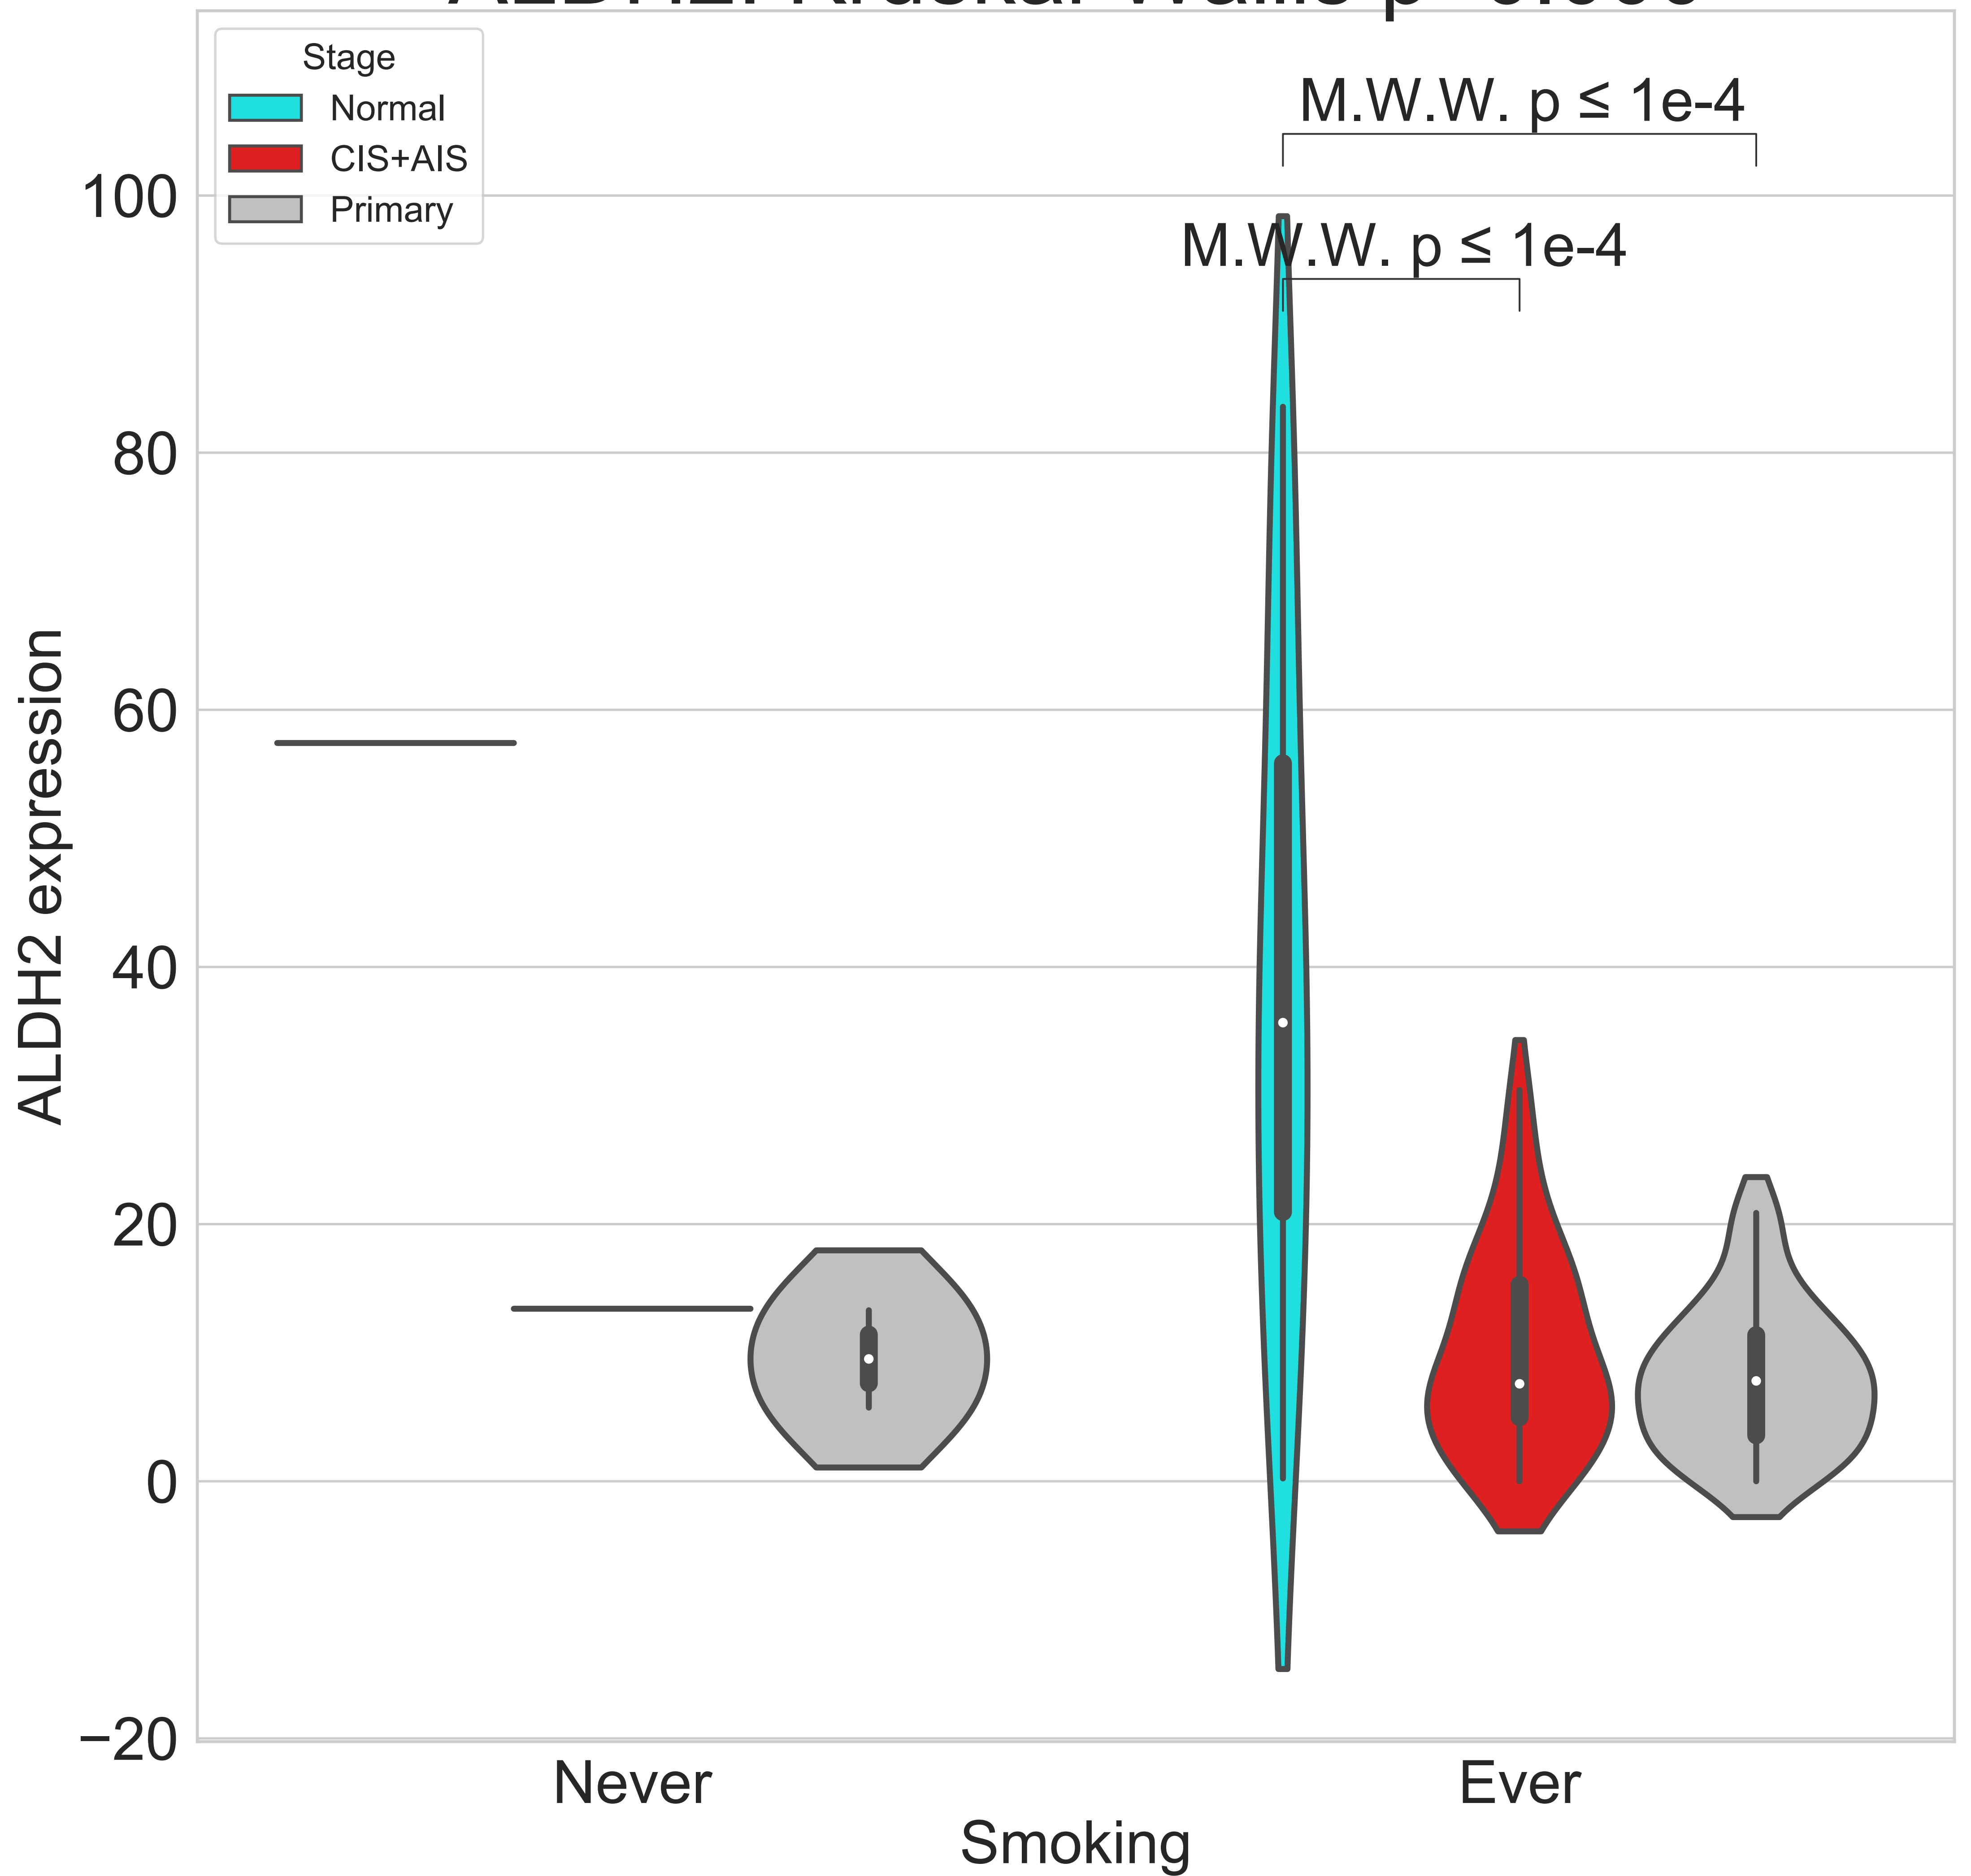 Stage
Normal
CIS+AIS
Primary
M.W.W. p ≤ 1e-4
M.W.W. p ≤ 1e-4
100
80
60
40
20
0
−20
ALDH2 expression
Never
Ever
Smoking